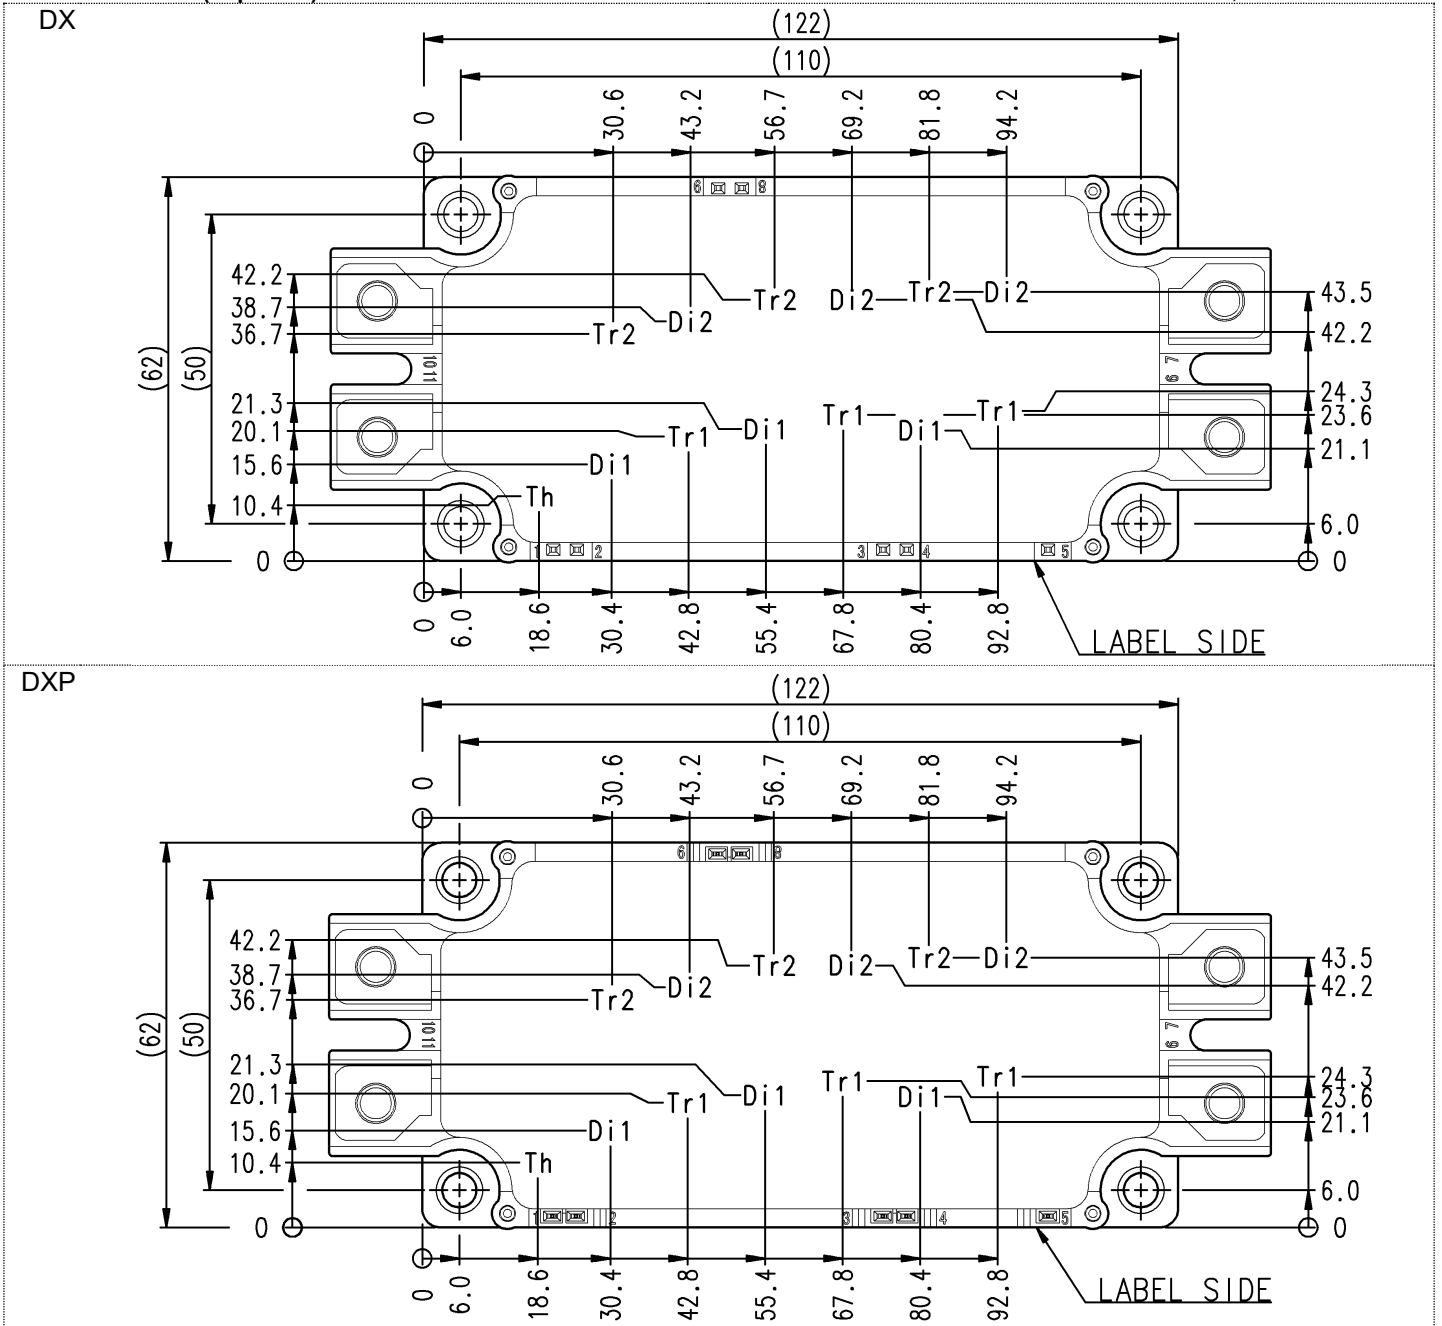 DX
(122)
(110)
0 30.6 43.2 56.7 69.2 81.8 94.2
6 8
(62)
(50)
42.2 Tr2 Di2 Tr2 Di2 43.5
38.7 Di2
36.7 Tr2 42.2
10 11 7 9
21.3 Di1 Tr1 Tr1 24.3
20.1 Tr1 Di1 23.6
15.6 Di1 21.1
10.4 Th
6.0
1 2 3 4 5
0 0
0 6.0 18.6 30.4 42.8 55.4 67.8 80.4 92.8
LABEL SIDE
DXP
(122)
(110)
0 30.6 43.2 56.7 69.2 81.8 94.2
6 8
(62)
(50)
42.2 Tr2 Di2 Tr2 Di2 43.5
38.7 Di2 42.2
36.7 Tr2
10 11 7 9
21.3 Di1 Tr1 Tr1 24.3
20.1 Tr1 Di1 23.6
15.6 Di1 21.1
10.4 Th
6.0
1 2 3 4 5
0 0
0 6.0 18.6 30.4 42.8 55.4 67.8 80.4 92.8
LABEL SIDE